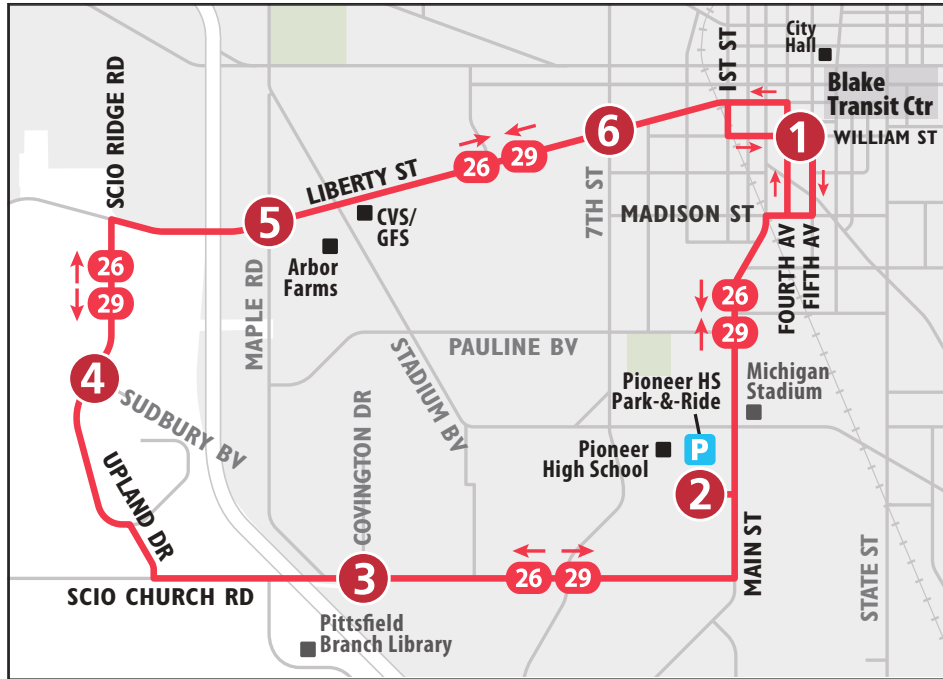 City
Hall
1ST ST
Blake
Transit Ctr
SCIO RIDGE RD
6
1
WILLIAM ST
26
29
LIBERTY ST
7TH ST
MADISON ST
5
CVS/
GFS
FOURTH AV
FIFTH AV
Arbor
Farms
26
29
MAPLE RD
26
29
PAULINE BV
STADIUM BV
4
SUDBURY BV
Michigan
Stadium
Pioneer HS
Park-&-Ride
COVINGTON DR
Pioneer
High School
P
UPLAND DR
2
MAIN ST
STATE ST
3
26
29
SCIO CHURCH RD
Pittsfield
Branch Library